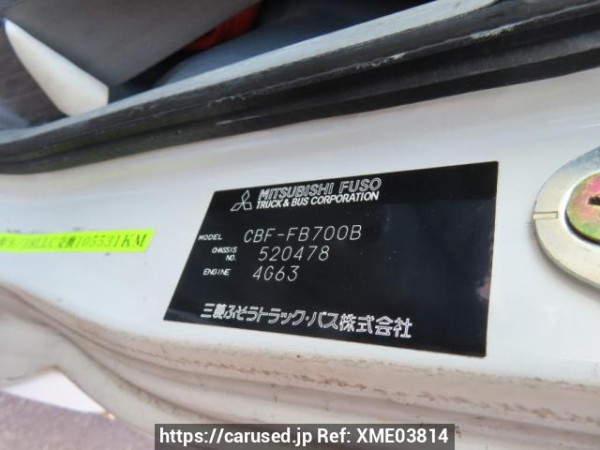 MITSUBISHI FUSO
TRUCK & BUS CORPORATION
MODEL CBF-FB700B
CHASSIS NO. 520478
ENGINE 4G63
三菱ふそうトラック・バス株式会社
105531KM
https://carused.jp Ref: XME03814